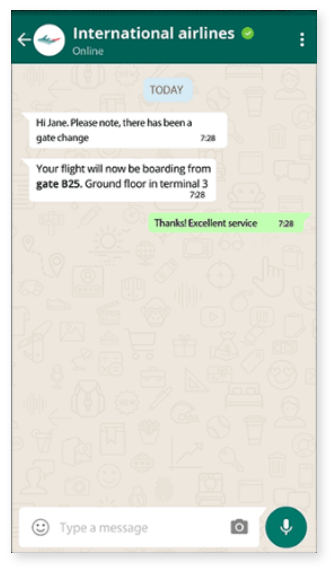 International airlines
Online
TODAY
Hi Jane. Please note, there has been a
gate change
7:28
Your flight will now be boarding from
gate B25. Ground floor in terminal 3
7:28
Thanks! Excellent service 7:28
Type a message